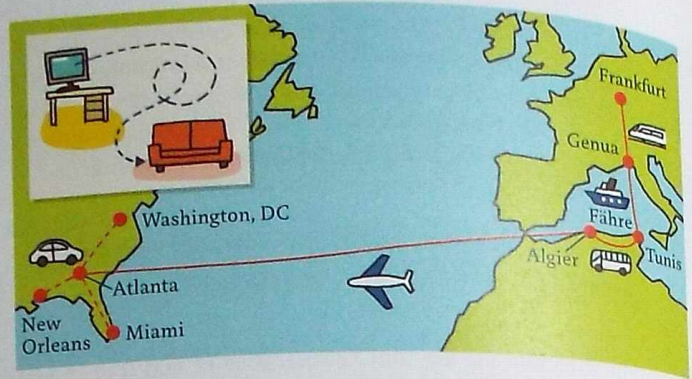 Frankfurt
Genua
Fähre
Washington, DC
Algier
Tunis
Atlanta
New
Orleans
Miami